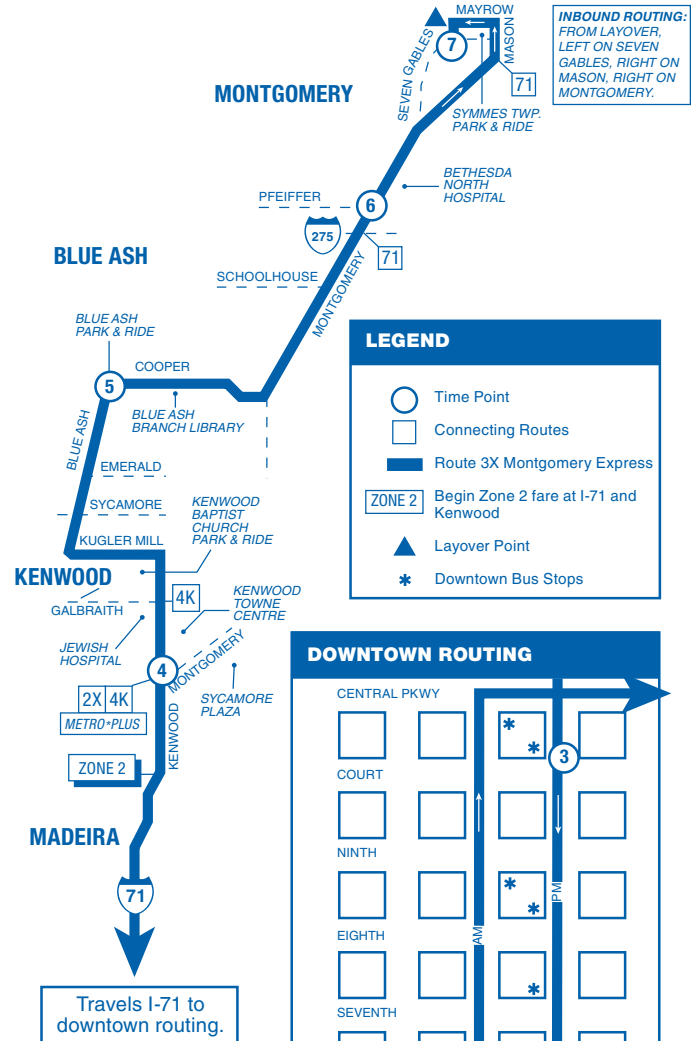 MAYROW
INBOUND ROUTING:
FROM LAYOVER,
LEFT ON SEVEN
GABLES, RIGHT ON
MASON, RIGHT ON
MONTGOMERY.
SEVEN GABLES
7
MASON
71
MONTGOMERY
SYMMES TWP.
PARK & RIDE
BETHESDA
NORTH
HOSPITAL
PFEIFFER
6
275
71
BLUE ASH
SCHOOLHOUSE
MONTGOMERY
BLUE ASH
PARK & RIDE
COOPER
5
BLUE ASH
BRANCH LIBRARY
BLUE ASH
EMERALD
SYCAMORE
KENWOOD
BAPTIST
CHURCH
PARK & RIDE
KUGLER MILL
KENWOOD
4K
KENWOOD
TOWNE
CENTRE
GALBRAITH
JEWISH
HOSPITAL
4
MONTGOMERY
SYCAMORE
PLAZA
2X 4K
METRO*PLUS
KENWOOD
ZONE 2
MADEIRA
71
Travels I-71 to
downtown routing.
LEGEND
Time Point
Connecting Routes
Route 3X Montgomery Express
ZONE 2
Begin Zone 2 fare at I-71 and
Kenwood
Layover Point
* Downtown Bus Stops
DOWNTOWN ROUTING
CENTRAL PKWY
*
*
3
COURT
NINTH
*
*
AM
PM
EIGHTH
*
SEVENTH